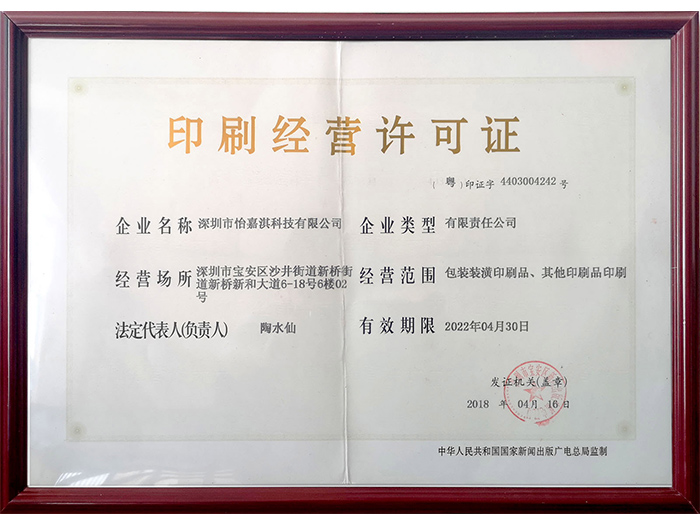 印刷经营许可证
（粤）印证字 4403004242 号
企业名称 深圳市怡嘉淇科技有限公司
企业类型 有限责任公司
经营场所 深圳市宝安区沙井街道新桥街
道新桥新和大道6-18号6楼02
号
经营范围 包装装潢印刷品、其他印刷品印刷
法定代表人(负责人) 陶水仙
有效期限 2022年04月30日
发证机关(盖章)
2018 年 04月 16日
中华人民共和国国家新闻出版广电总局监制